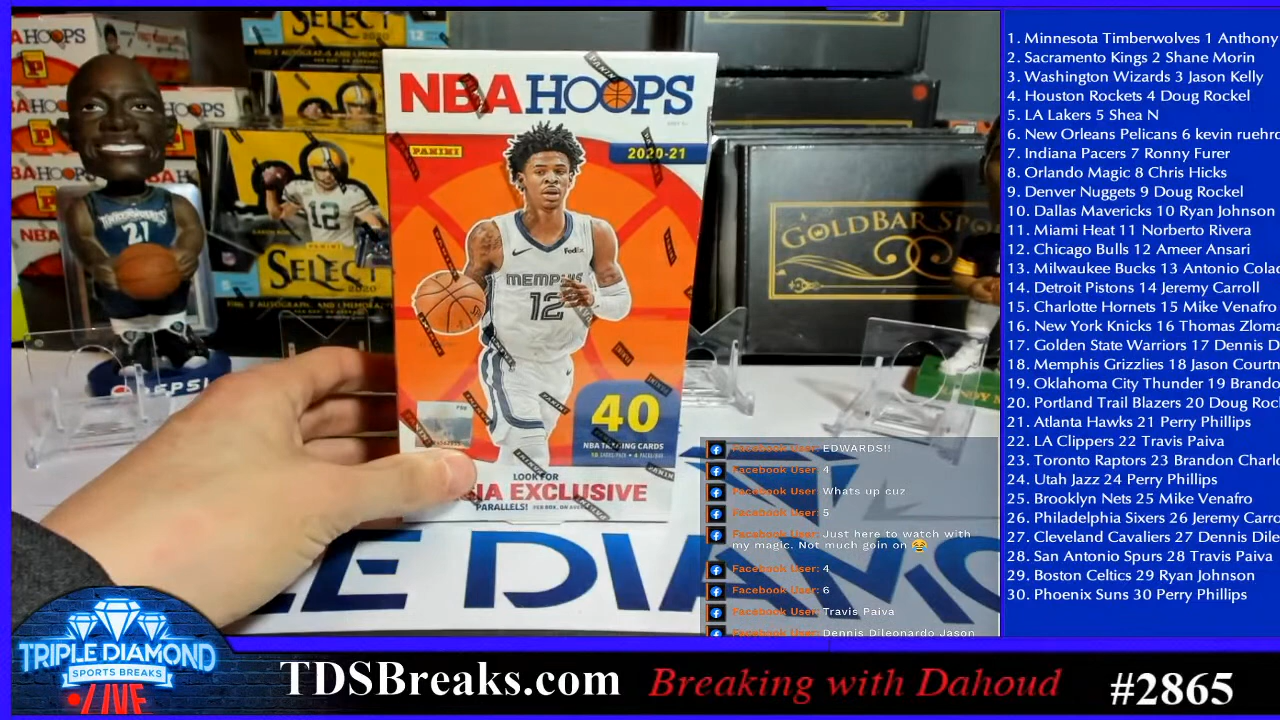 HOOPS
SELECT
2020
12
HOOPS
TIMBERWOLVES
21
PEPSI
12
SELECT
2020
NBA HOOPS
PANINI
2020-21
FedEx
MEMPHIS
12
40
NBA TRADING CARDS
LOOK FOR
EXCLUSIVE
PARALLELS!
GOLDBAR
1. Minnesota Timberwolves 1 Anthony
2. Sacramento Kings 2 Shane Morin
3. Washington Wizards 3 Jason Kelly
4. Houston Rockets 4 Doug Rockel
5. LA Lakers 5 Shea N
6. New Orleans Pelicans 6 kevin ruehr
7. Indiana Pacers 7 Ronny Furer
8. Orlando Magic 8 Chris Hicks
9. Denver Nuggets 9 Doug Rockel
10. Dallas Mavericks 10 Ryan Johnson
11. Miami Heat 11 Norberto Rivera
12. Chicago Bulls 12 Ameer Ansari
13. Milwaukee Bucks 13 Antonio Cola
14. Detroit Pistons 14 Jeremy Carroll
15. Charlotte Hornets 15 Mike Venafro
16. New York Knicks 16 Thomas Zlom
17. Golden State Warriors 17 Dennis D
18. Memphis Grizzlies 18 Jason Courtn
19. Oklahoma City Thunder 19 Brando
20. Portland Trail Blazers 20 Doug Roc
21. Atlanta Hawks 21 Perry Phillips
22. LA Clippers 22 Travis Paiva
23. Toronto Raptors 23 Brandon Charl
24. Utah Jazz 24 Perry Phillips
25. Brooklyn Nets 25 Mike Venafro
26. Philadelphia Sixers 26 Jeremy Carro
27. Cleveland Cavaliers 27 Dennis Dile
28. San Antonio Spurs 28 Travis Paiva
29. Boston Celtics 29 Ryan Johnson
30. Phoenix Suns 30 Perry Phillips
Facebook User: EDWARDS!!
Facebook User: 4
Facebook User: Whats up cuz
Facebook User: 5
Facebook User: Just here to watch with
my magic. Not much goin on 😂
Facebook User: 4
Facebook User: 6
Facebook User: Travis Paiva
Facebook User: Dennis Dileonardo Jason
LE DIAMO
TRIPLE DIAMOND
SPORTS BREAKS
LIVE
TDSBreaks.com Breaking with Dahoud #2865